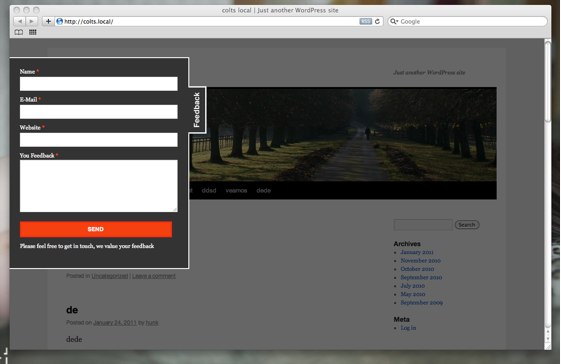 colts local | Just another WordPress site
http://colts.local/
RSS
Google
Just another WordPress site
Name *
E-Mail *
Website *
You Feedback *
SEND
Please feel free to get in touch, we value your feedback
Feedback
ddad vearnoa dede
Search
Archives
January 2011
November 2010
October 2010
September 2010
July 2010
May 2010
September 2009
Meta
Log in
Posted in Uncategorized | Leave a comment
de
Posted on January 24, 2011 by
dede